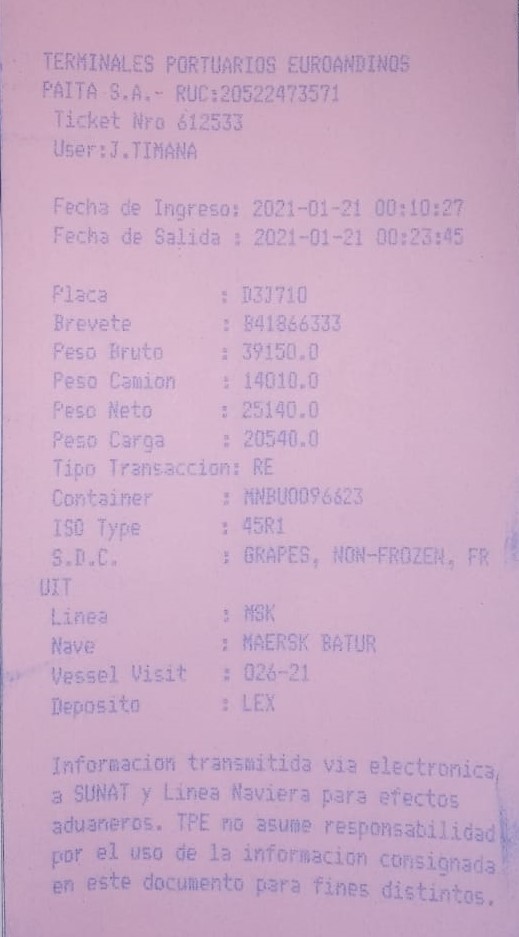 TERMINALES PORTUARIOS EUROANDINOS
PAITA S.A.- RUC:20522473571
Ticket Nro 612533
User:J.TIMANA
Fecha de Ingreso: 2021-01-21 00:10:27
Fecha de Salida : 2021-01-21 00:23:45
Placa : D3J710
Brevete : B41866333
Peso Bruto : 39150.0
Peso Camion : 14010.0
Peso Neto : 25140.0
Peso Carga : 20540.0
Tipo Transaccion: RE
Container : MNBU0096623
ISO Type : 45R1
S.D.C. : GRAPES, NON-FROZEN, FR
UIT
Linea : MSK
Nave : MAERSK BATUR
Vessel Visit : 026-21
Deposito : LEX
Informacion transmitida via electronica,
a SUNAT y Linea Naviera para efectos
aduaneros. TPE no asume responsabilidad
por el uso de la informacion consignada
en este documento para fines distintos.